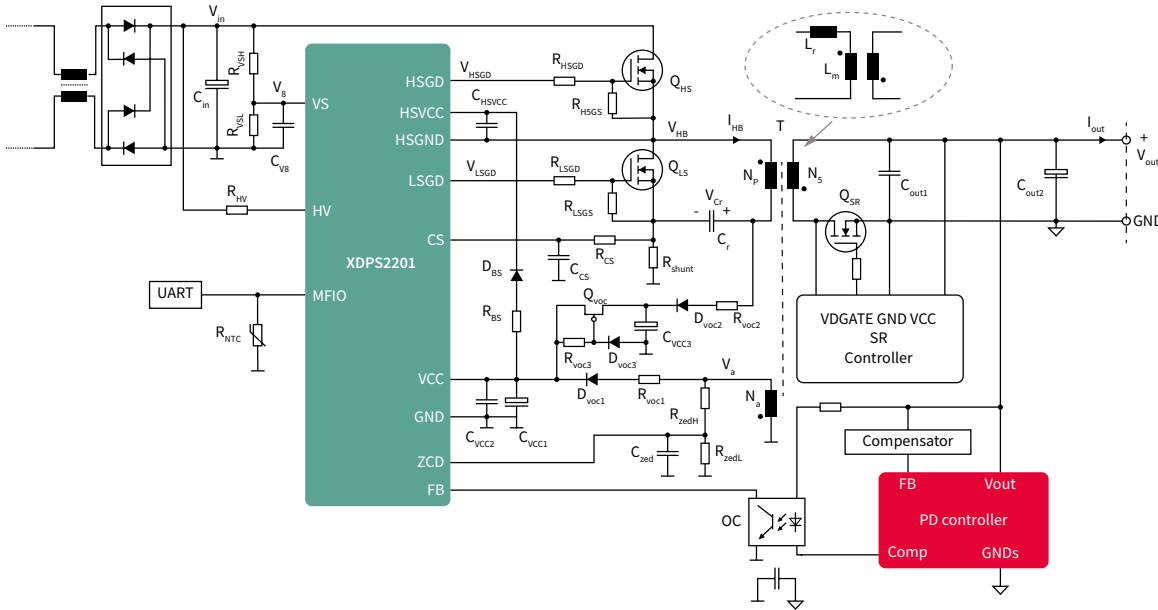 Vin
Lr
Lm
RVSH
Cin
V8
RVSL
CV8
HSGD
VHSGD
RHSGD
QHS
VS
HSVCC
CHSVCC
RH5GS
HSGND
VHB
IHB
T
Iout
+
Vout
LSGD
VLSGD
RLSGD
QLS
NP
N5
Cout1
Cout2
RHV
HV
RLSGS
VCr
-
+
Cr
QSR
GND
CS
RCS
CCS
Rshunt
XDPS2201
DBS
UART
MFIO
RNTC
RBS
Qvoc
Dvoc2
Rvoc2
CVCC3
Rvoc3
Dvoc3
VDGATE GND VCC
SR
Controller
VCC
Dvoc1
Rvoc1
Va
Na
GND
CVCC2
CVCC1
RzedH
ZCD
Czed
RzedL
FB
Compensator
OC
FB
Vout
PD controller
Comp
GNDs